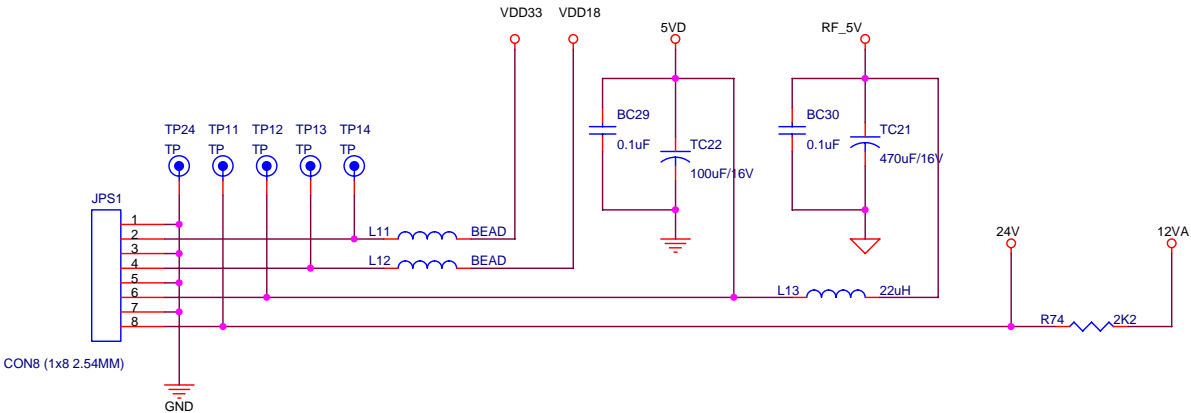 VDD33 VDD18 5VD RF_5V
BC29 BC30
0.1uF 0.1uF
TC22 TC21
100uF/16V 470uF/16V
TP24 TP11 TP12 TP13 TP14
TP TP TP TP TP
JPS1
1
2
3
4
5
6
7
8
L11 BEAD
L12 BEAD
24V 12VA
L13 22uH
R74 2K2
CON8 (1x8 2.54MM)
GND